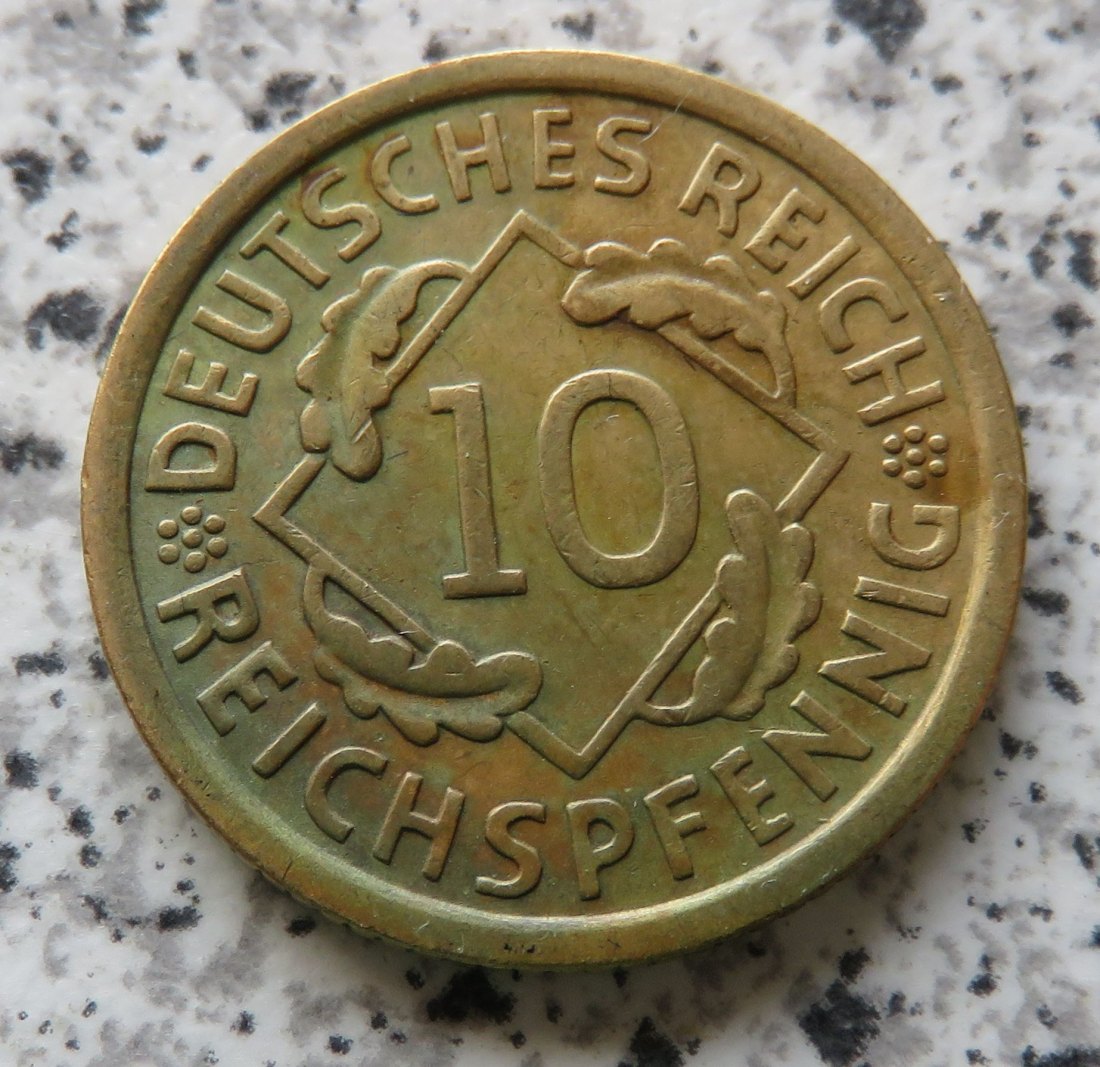 DEUTSCHES REICH
10
REICHSPFENNIG